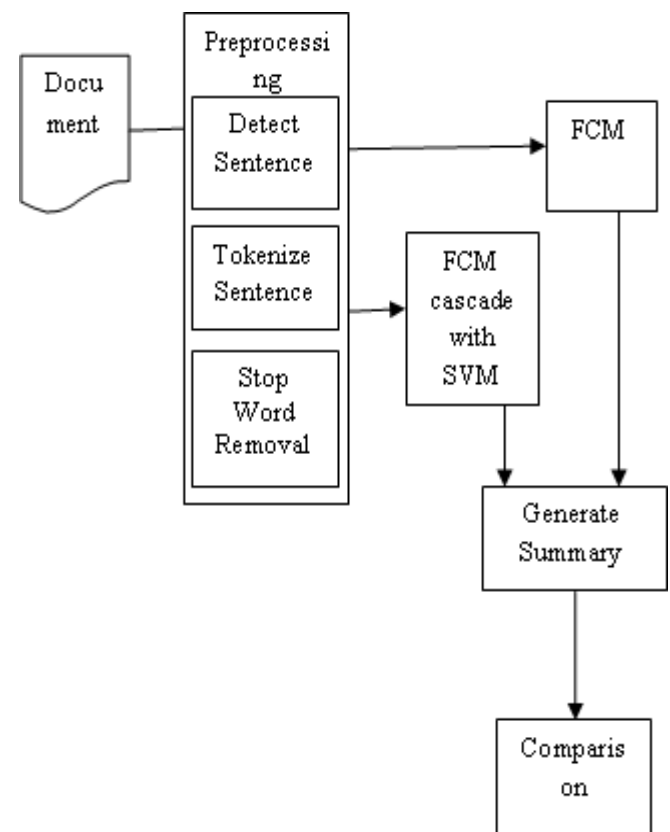 Docu
ment
Preprocessi
ng
Detect
Sentence
Tokenize
Sentence
Stop
Word
Removal
FCM
FCM
cascade
with
SVM
Generate
Summary
Comparis
on